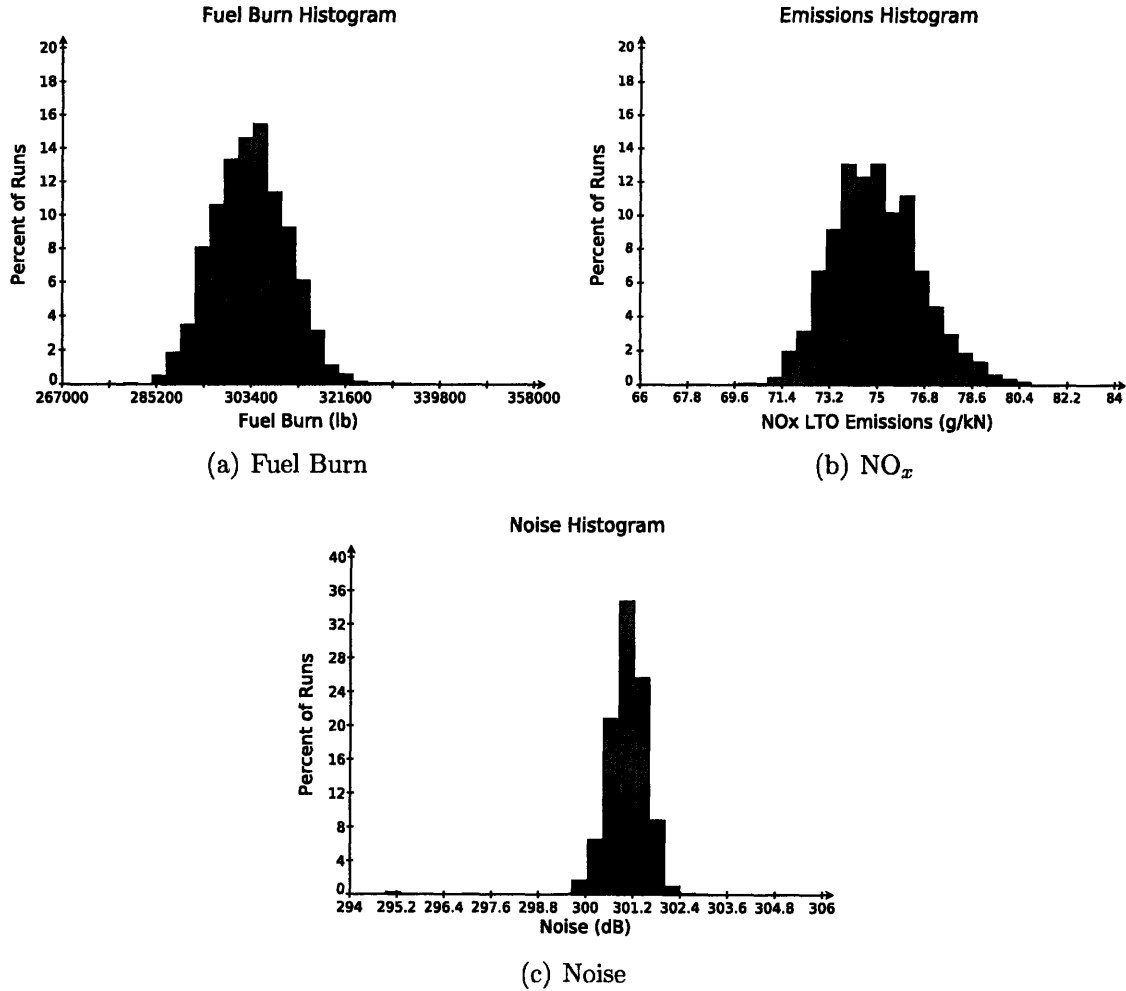 Fuel Burn Histogram
20
18
16
14
12
10
8
6
4
2
0
Percent of Runs
267000 285200 303400 321600 339800 358000
Fuel Burn (lb)
(a) Fuel Burn
Emissions Histogram
20
18
16
14
12
10
8
6
4
2
0
Percent of Runs
66 67.8 69.6 71.4 73.2 75 76.8 78.6 80.4 82.2 84
NOx LTO Emissions (g/kN)
(b) NOx
Noise Histogram
40
36
32
28
24
20
16
12
8
4
0
Percent of Runs
294 295.2 296.4 297.6 298.8 300 301.2 302.4 303.6 304.8 306
Noise (dB)
(c) Noise